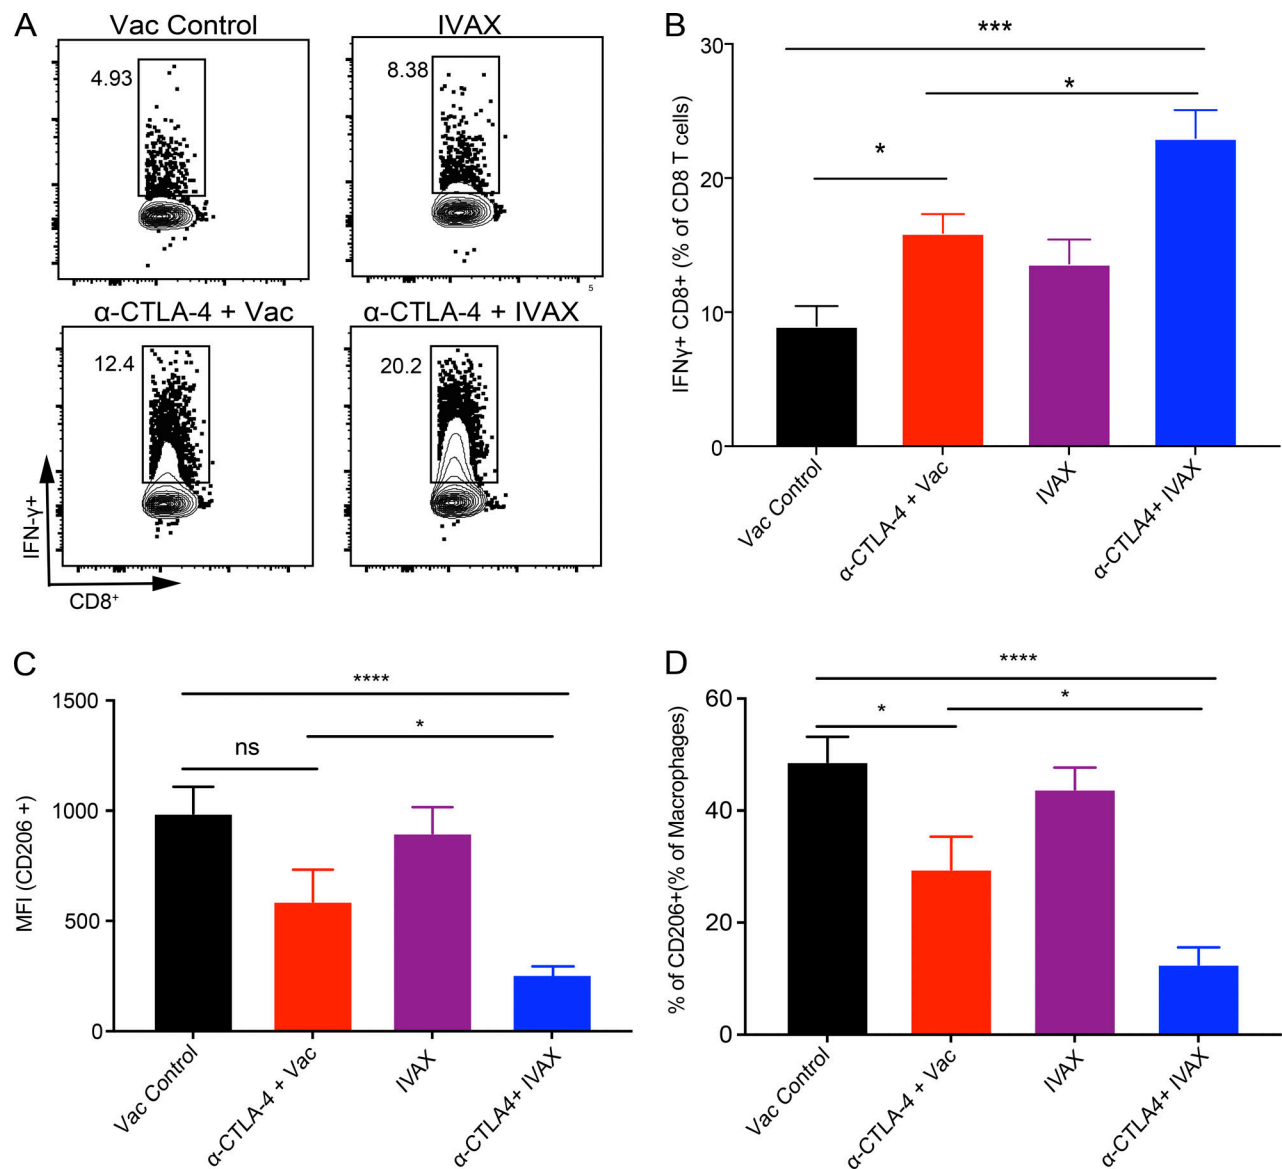 A
Vac Control
IVAX
4.93
8.38
5
α-CTLA-4 + Vac
α-CTLA-4 + IVAX
12.4
20.2
IFN-γ+
CD8+
B
***
*
*
30
20
10
0
IFNγ+ CD8+ (% of CD8 T cells)
Vac Control
α-CTLA-4 + Vac
IVAX
α-CTLA4+ IVAX
C
****
*
ns
1500
1000
500
0
MFI (CD206 +)
Vac Control
α-CTLA-4 + Vac
IVAX
α-CTLA4+ IVAX
D
****
*
*
60
40
20
0
% of CD206+(% of Macrophages)
Vac Control
α-CTLA-4 + Vac
IVAX
α-CTLA4+ IVAX